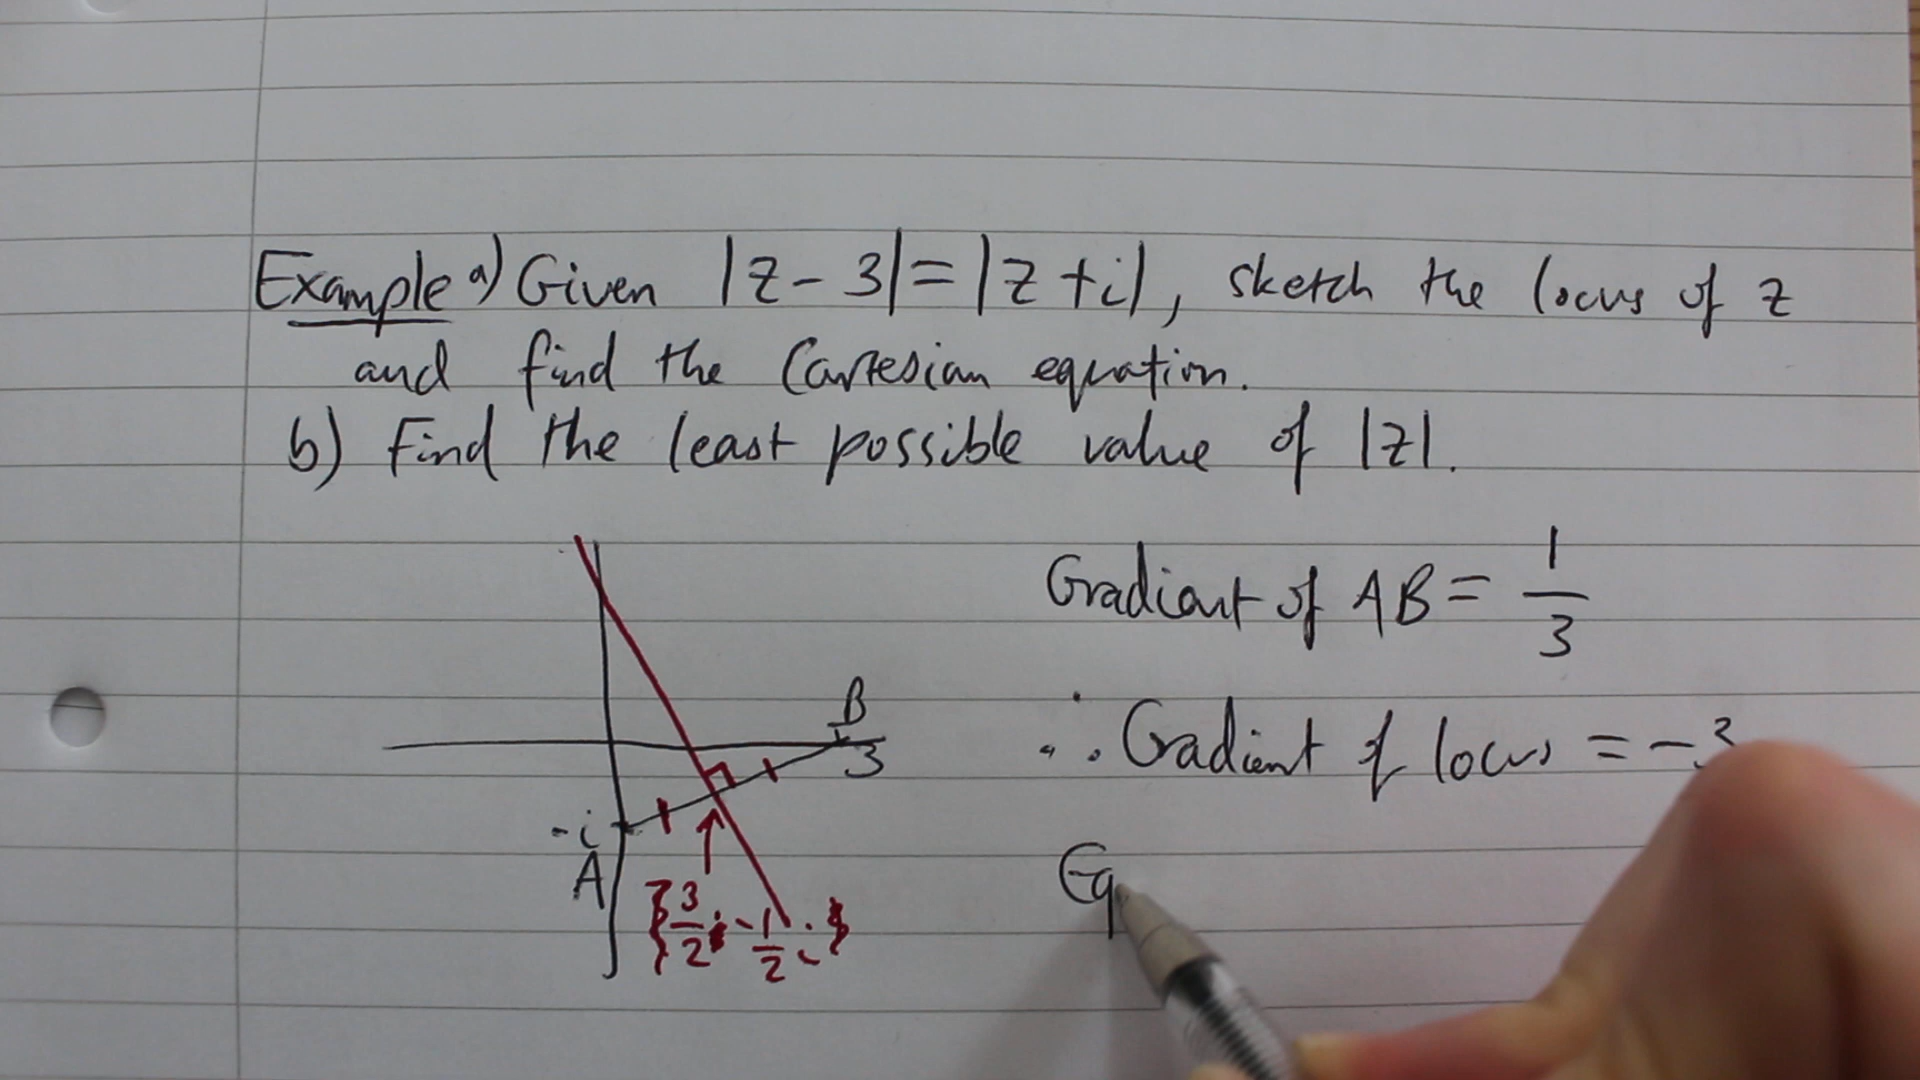 Example a) Given |z - 3| = |z + i|, sketch the locus of z
and find the Cartesian equation.
b) Find the least possible value of |z|.
Gradient of AB = 1/3
∴ Gradient of locus = -3
B
3
-i
A
3/2 - 1/2 i
Eq